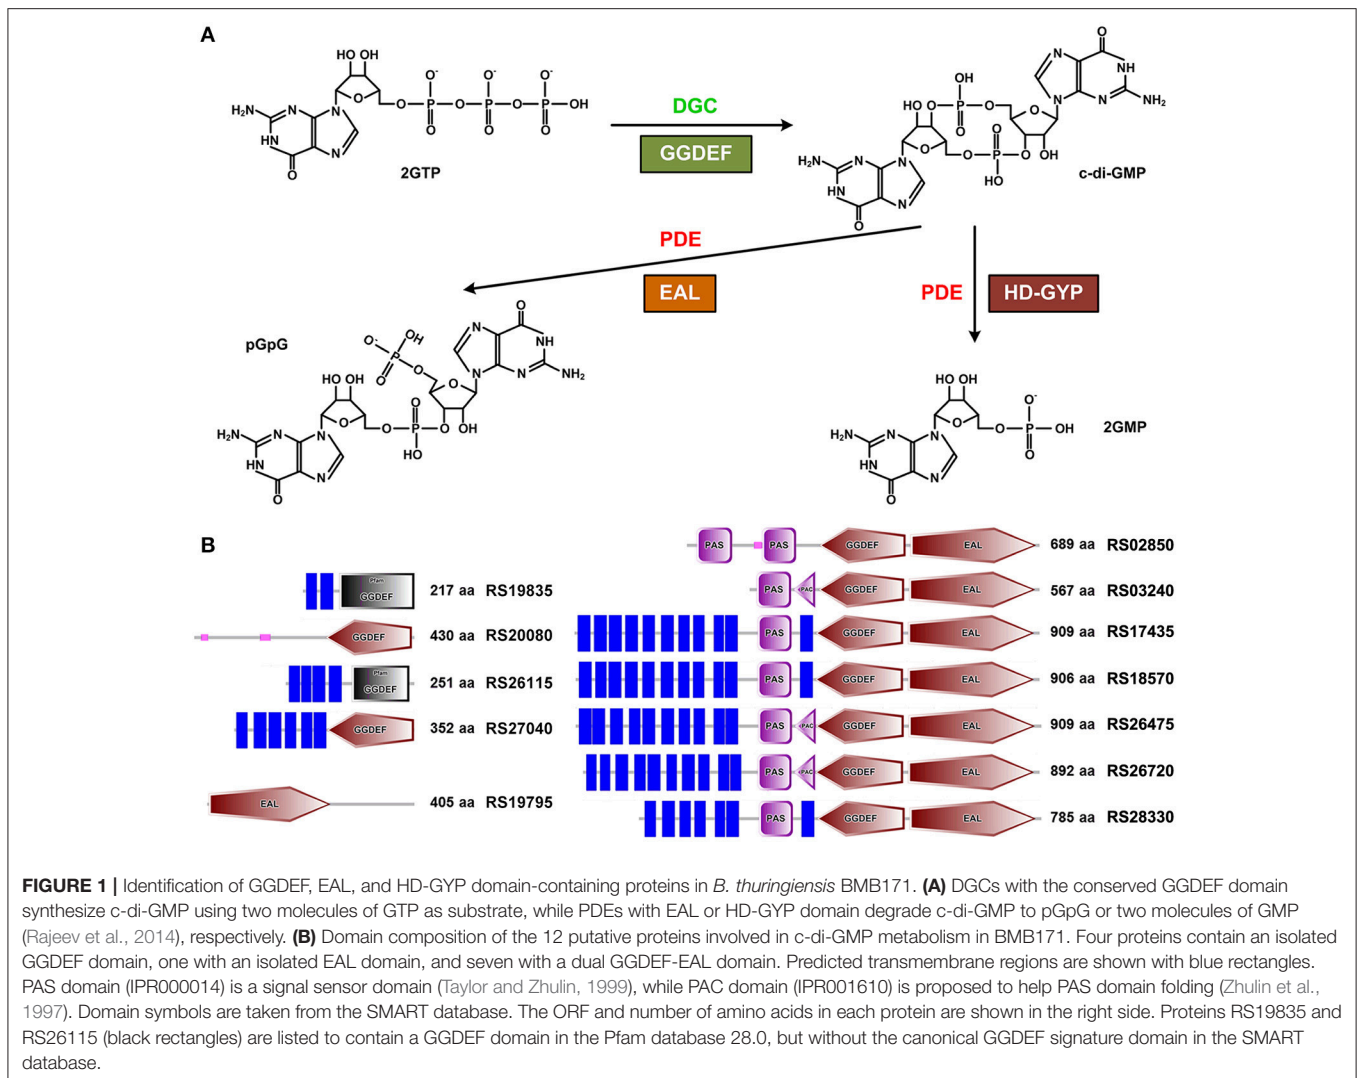 A
HO OH
O⁻ O⁻ O⁻
H₂N N N O O P O P O P OH
HN N O O O
O
2GTP
DGC
GGDEF
O
N NH
OH N N NH₂
HO O P O
O O
H₂N N N O O P O OH
HN N HO
O
c-di-GMP
PDE
EAL
PDE
HD-GYP
pGpG
O
O⁻ OH N NH
P O N N NH₂
O O
HO OH O
H₂N N N O O P O OH
HN N HO
O
HO OH
O⁻
H₂N N N O O P OH
HN N O
O
2GMP
B
Pfam
GGDEF
217 aa RS19835
GGDEF
430 aa RS20080
Pfam
GGDEF
251 aa RS26115
GGDEF
352 aa RS27040
EAL
405 aa RS19795
PAS PAS GGDEF EAL 689 aa RS02850
PAS PAC GGDEF EAL 567 aa RS03240
PAS GGDEF EAL 909 aa RS17435
PAS GGDEF EAL 906 aa RS18570
PAS PAC GGDEF EAL 909 aa RS26475
PAS PAC GGDEF EAL 892 aa RS26720
PAS GGDEF EAL 785 aa RS28330
FIGURE 1 | Identification of GGDEF, EAL, and HD-GYP domain-containing proteins in B. thuringiensis BMB171. (A) DGCs with the conserved GGDEF domain
synthesize c-di-GMP using two molecules of GTP as substrate, while PDEs with EAL or HD-GYP domain degrade c-di-GMP to pGpG or two molecules of GMP
(Rajeev et al., 2014), respectively. (B) Domain composition of the 12 putative proteins involved in c-di-GMP metabolism in BMB171. Four proteins contain an isolated
GGDEF domain, one with an isolated EAL domain, and seven with a dual GGDEF-EAL domain. Predicted transmembrane regions are shown with blue rectangles.
PAS domain (IPR000014) is a signal sensor domain (Taylor and Zhulin, 1999), while PAC domain (IPR001610) is proposed to help PAS domain folding (Zhulin et al.,
1997). Domain symbols are taken from the SMART database. The ORF and number of amino acids in each protein are shown in the right side. Proteins RS19835 and
RS26115 (black rectangles) are listed to contain a GGDEF domain in the Pfam database 28.0, but without the canonical GGDEF signature domain in the SMART
database.